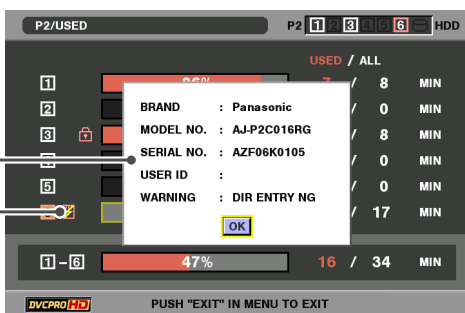 P2/USED P2 1 2 3 4 5 6 HDD
USED / ALL
1 7 / 8 MIN
2 / 0 MIN
3 / 8 MIN
/ 0 MIN
5 / 0 MIN
/ 17 MIN
BRAND : Panasonic
MODEL NO. : AJ-P2C016RG
SERIAL NO. : AZF06K0105
USER ID :
WARNING : DIR ENTRY NG
OK
1-6 47% 16 / 34 MIN
DVCPRO HD PUSH "EXIT" IN MENU TO EXIT